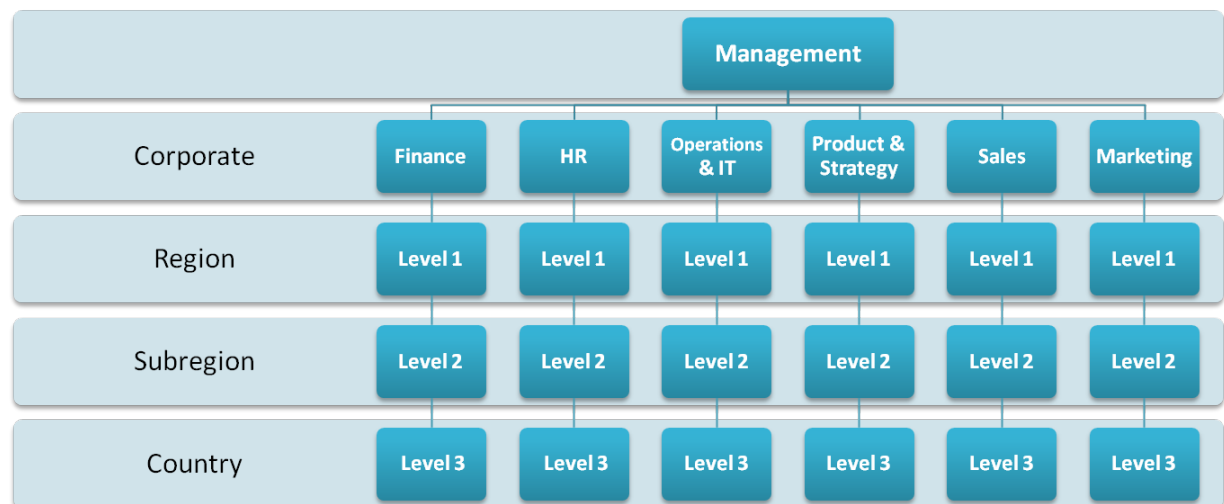 Management
Corporate
Finance
HR
Operations
& IT
Product &
Strategy
Sales
Marketing
Region
Level 1
Level 1
Level 1
Level 1
Level 1
Level 1
Subregion
Level 2
Level 2
Level 2
Level 2
Level 2
Level 2
Country
Level 3
Level 3
Level 3
Level 3
Level 3
Level 3